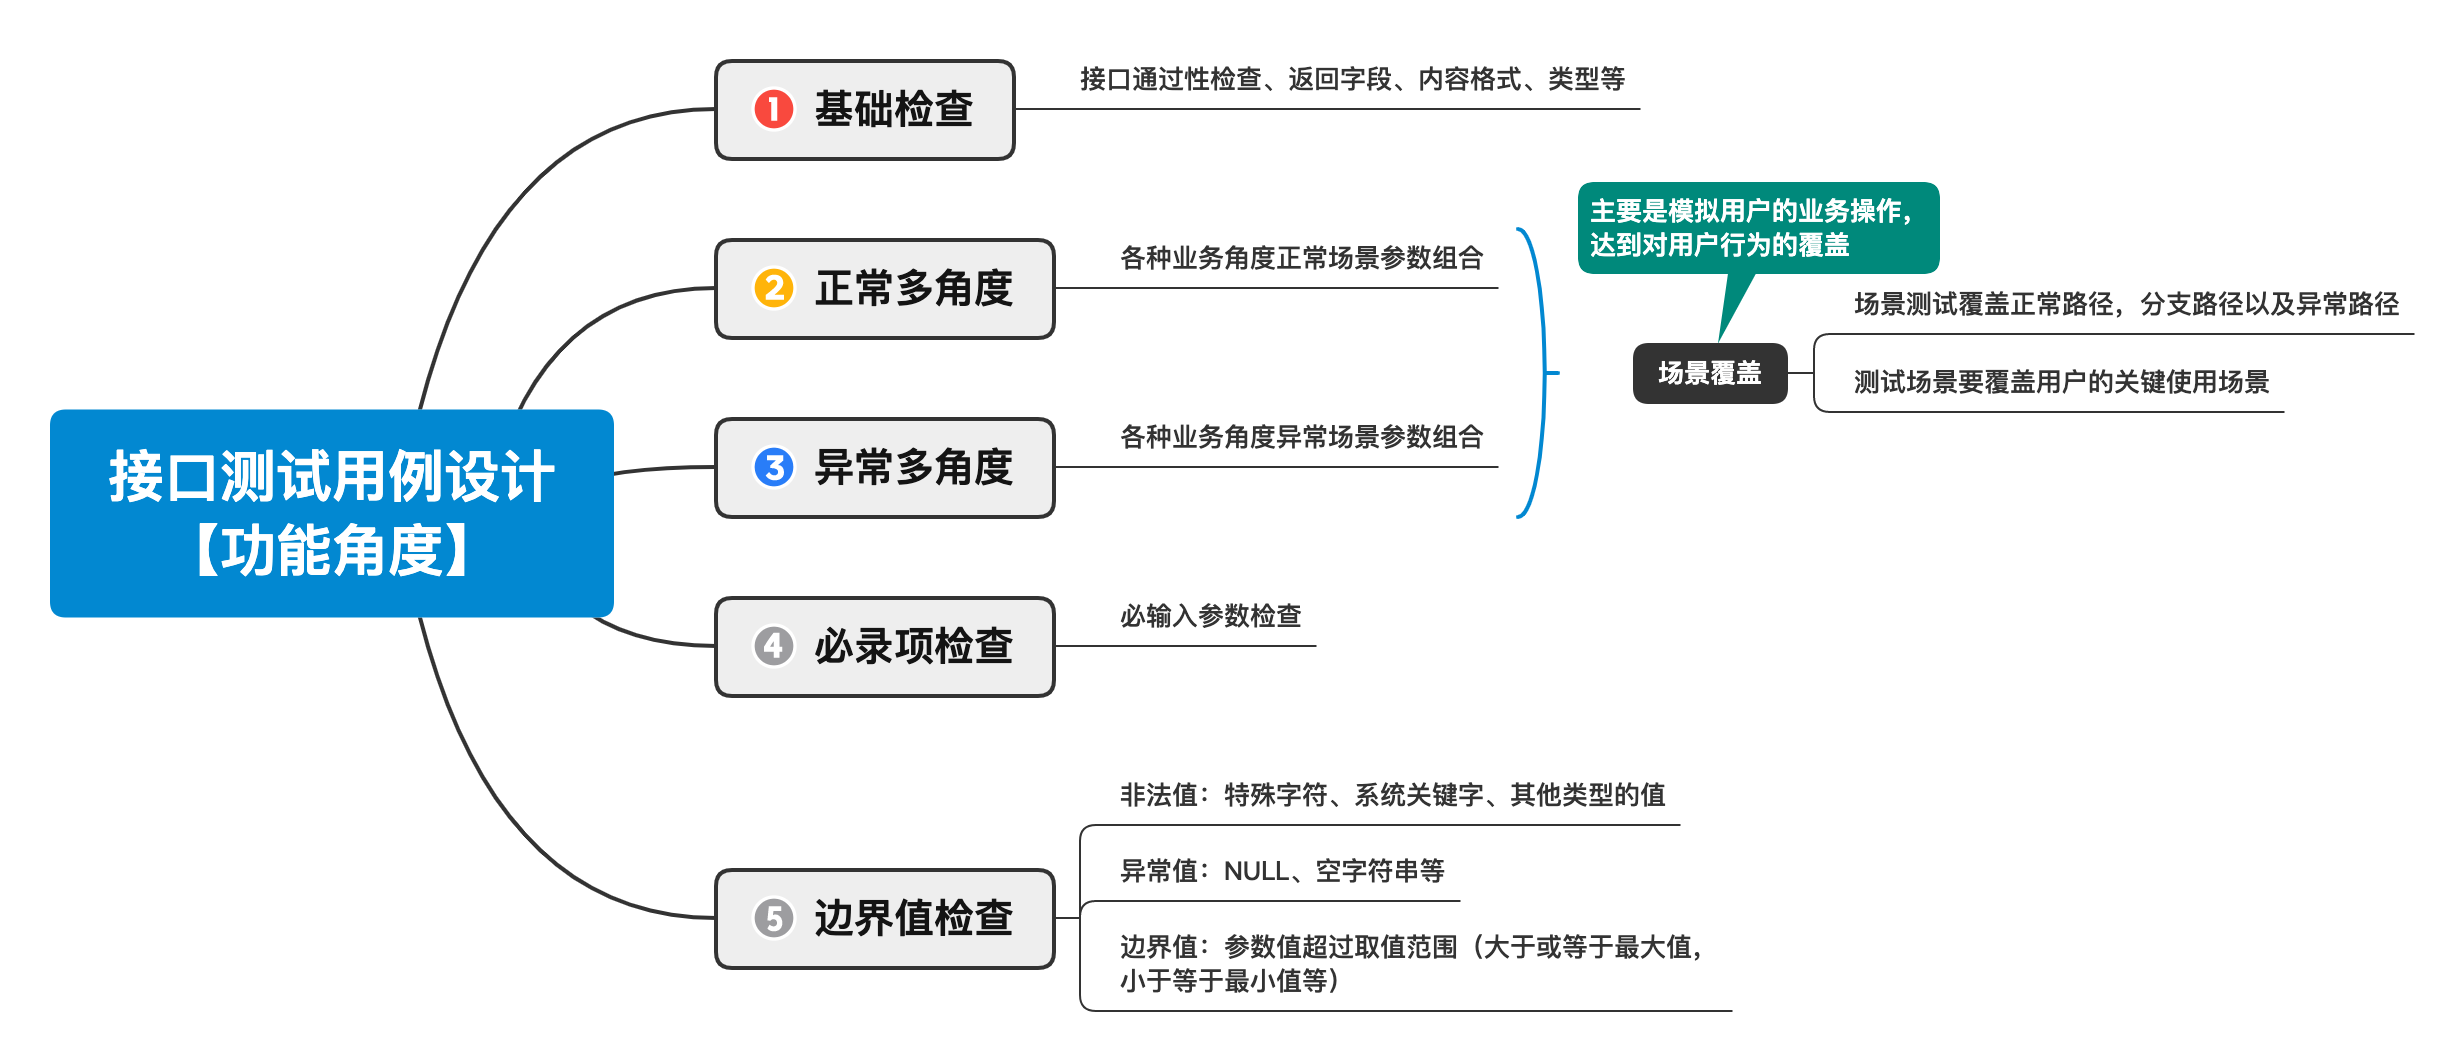 接口测试用例设计
【功能角度】
1 基础检查
接口通过性检查、返回字段、内容格式、类型等
2 正常多角度
各种业务角度正常场景参数组合
3 异常多角度
各种业务角度异常场景参数组合
主要是模拟用户的业务操作，
达到对用户行为的覆盖
场景覆盖
场景测试覆盖正常路径，分支路径以及异常路径
测试场景要覆盖用户的关键使用场景
4 必录项检查
必输入参数检查
5 边界值检查
非法值：特殊字符、系统关键字、其他类型的值
异常值：NULL、空字符串等
边界值：参数值超过取值范围（大于或等于最大值，
小于等于最小值等）